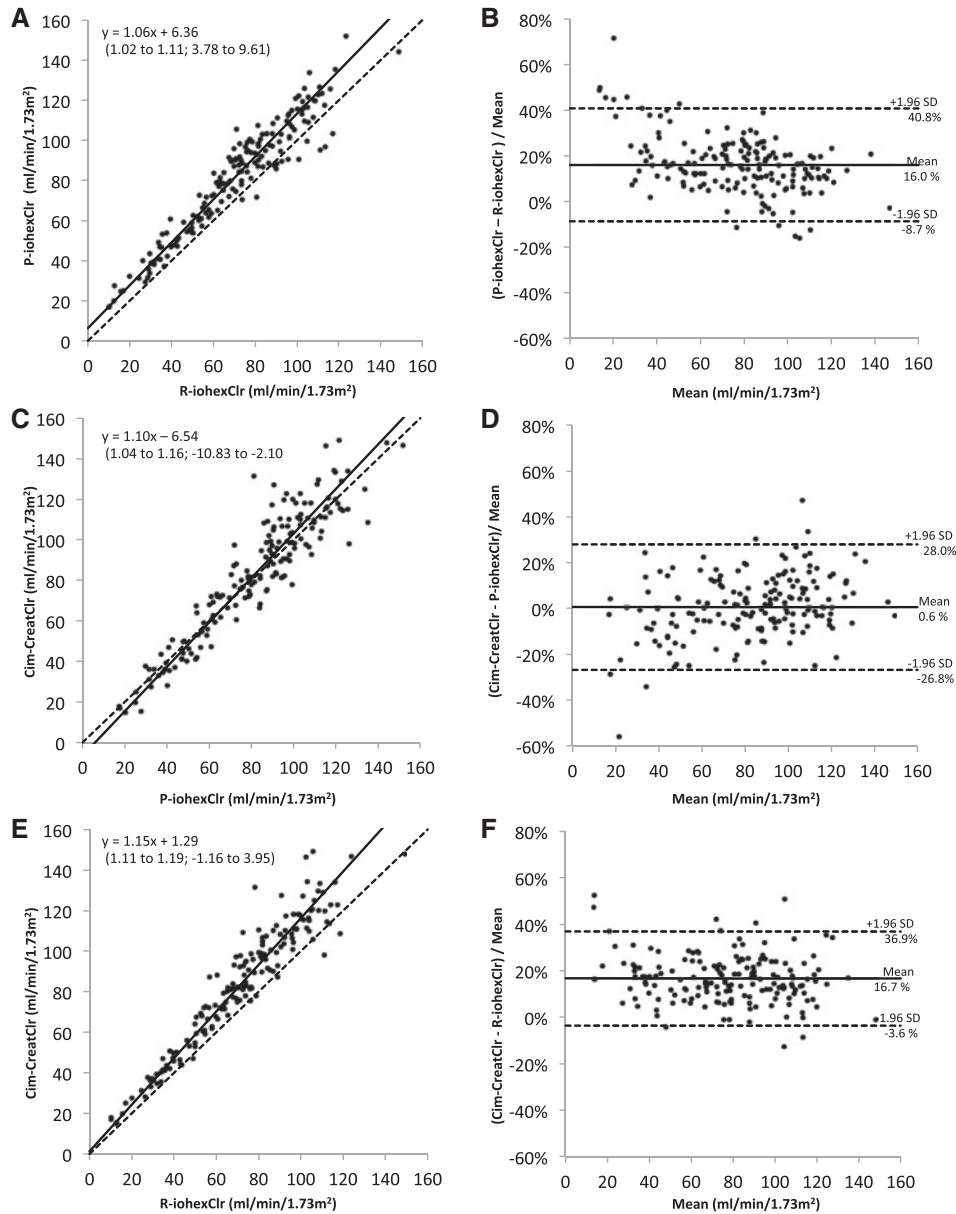 A
160
140
120
100
80
60
40
20
0
0 20 40 60 80 100 120 140 160
y = 1.06x + 6.36
(1.02 to 1.11; 3.78 to 9.61)
P-iohexClr (ml/min/1.73m²)
R-iohexClr (ml/min/1.73m²)
B
80%
60%
40%
20%
0%
-20%
-40%
-60%
0 20 40 60 80 100 120 140 160
+1.96 SD
40.8%
Mean
16.0 %
-1.96 SD
-8.7 %
(P-iohexClr – R-iohexClr ) / Mean
Mean (ml/min/1.73m²)
C
160
140
120
100
80
60
40
20
0
0 20 40 60 80 100 120 140 160
y = 1.10x – 6.54
(1.04 to 1.16; -10.83 to -2.10
Cim-CreatClr (ml/min/1.73m²)
P-iohexClr (ml/min/1.73m²)
D
80%
60%
40%
20%
0%
-20%
-40%
-60%
0 20 40 60 80 100 120 140 160
+1.96 SD
28.0%
Mean
0.6 %
-1.96 SD
-26.8%
(Cim-CreatClr - P-iohexClr)/ Mean
Mean (ml/min/1.73m²)
E
160
140
120
100
80
60
40
20
0
0 20 40 60 80 100 120 140 160
y = 1.15x + 1.29
(1.11 to 1.19; -1.16 to 3.95)
Cim-CreatClr (ml/min/1.73m²)
R-iohexClr (ml/min/1.73m²)
F
80%
60%
40%
20%
0%
-20%
-40%
-60%
0 20 40 60 80 100 120 140 160
+1.96 SD
36.9%
Mean
16.7 %
-1.96 SD
-3.6 %
(Cim-CreatClr - R-iohexClr) / Mean
Mean (ml/min/1.73m²)